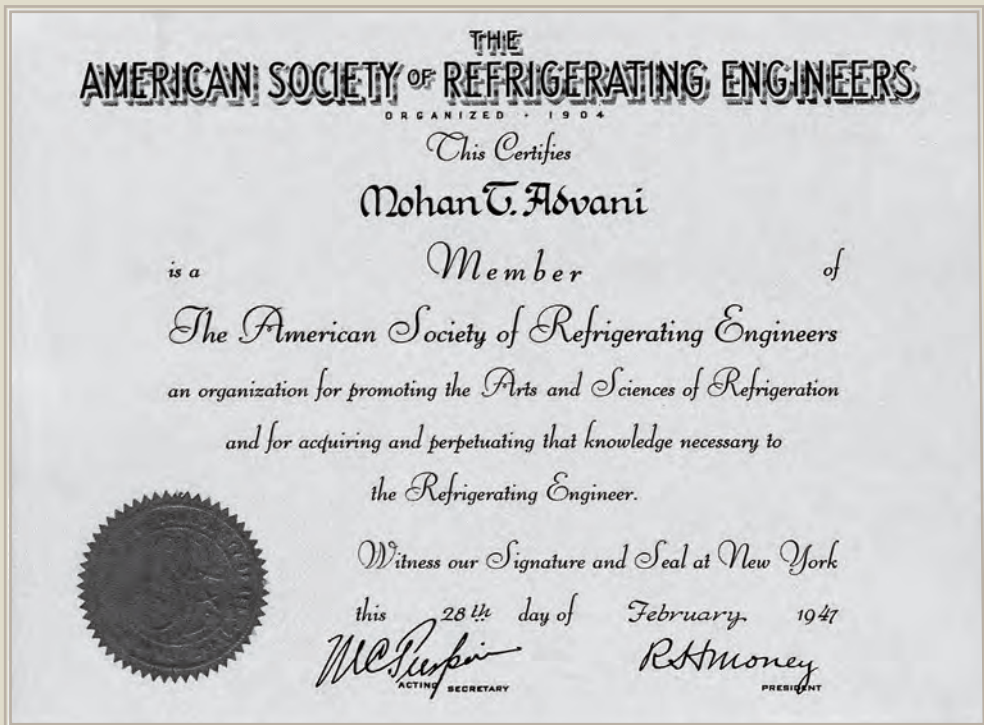 THE
AMERICAN SOCIETY OF REFRIGERATING ENGINEERS
ORGANIZED • 1904
This Certifies
Mohan T. Advani
is a Member of
The American Society of Refrigerating Engineers
an organization for promoting the Arts and Sciences of Refrigeration
and for acquiring and perpetuating that knowledge necessary to
the Refrigerating Engineer.
Witness our Signature and Seal at New York
this 28th day of February 1947
ACTING SECRETARY
PRESIDENT